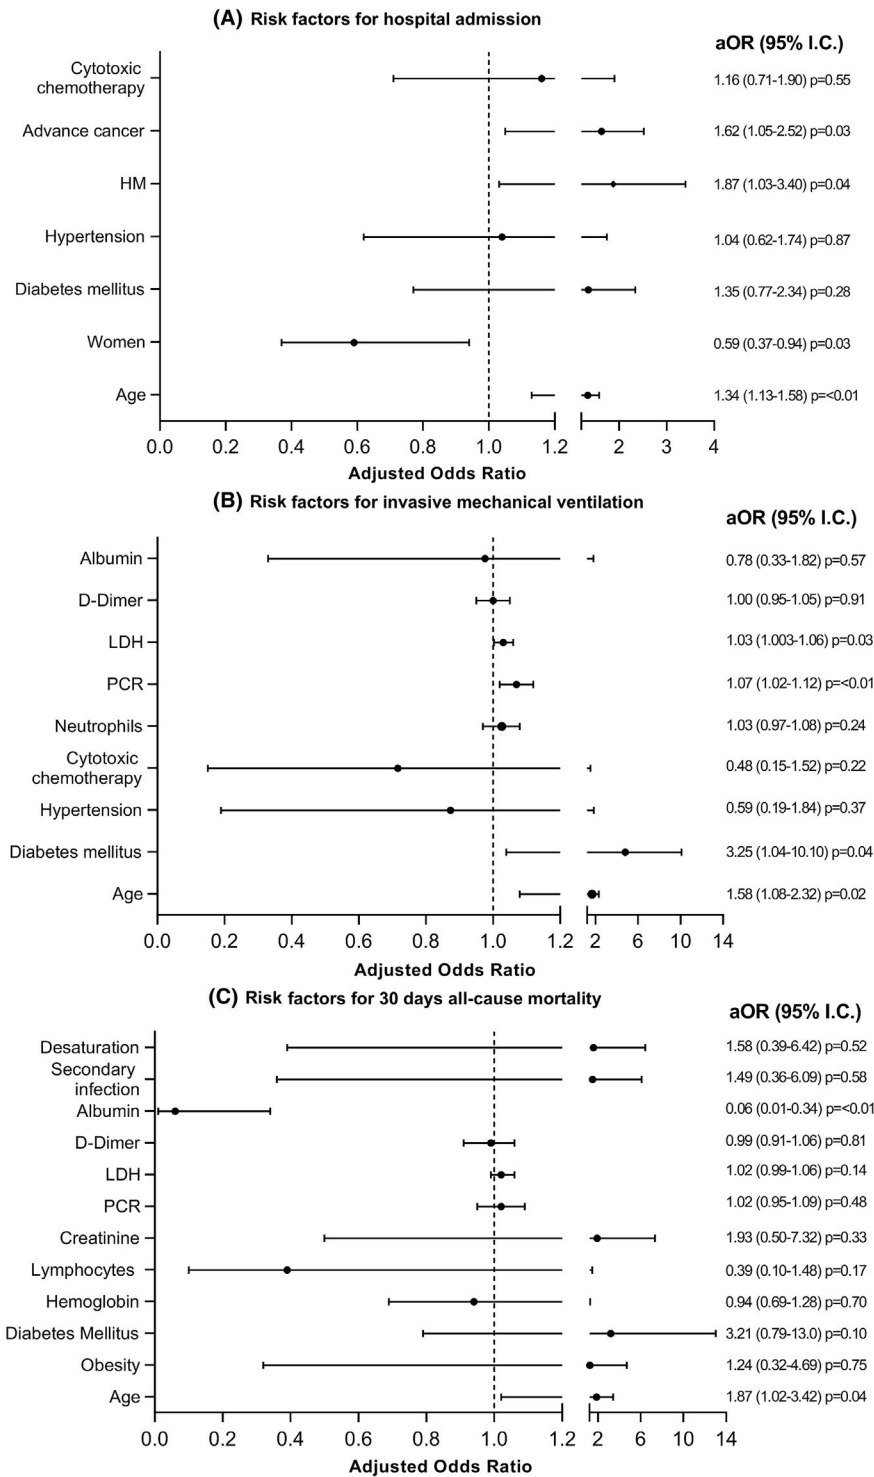 (A) Risk factors for hospital admission
aOR (95% I.C.)
Cytotoxic
chemotherapy
1.16 (0.71-1.90) p=0.55
Advance cancer
1.62 (1.05-2.52) p=0.03
HM
1.87 (1.03-3.40) p=0.04
Hypertension
1.04 (0.62-1.74) p=0.87
Diabetes mellitus
1.35 (0.77-2.34) p=0.28
Women
0.59 (0.37-0.94) p=0.03
Age
1.34 (1.13-1.58) p=<0.01
0.0 0.2 0.4 0.6 0.8 1.0 1.2 2 3 4
Adjusted Odds Ratio
(B) Risk factors for invasive mechanical ventilation
aOR (95% I.C.)
Albumin
0.78 (0.33-1.82) p=0.57
D-Dimer
1.00 (0.95-1.05) p=0.91
LDH
1.03 (1.003-1.06) p=0.03
PCR
1.07 (1.02-1.12) p=<0.01
Neutrophils
1.03 (0.97-1.08) p=0.24
Cytotoxic
chemotherapy
0.48 (0.15-1.52) p=0.22
Hypertension
0.59 (0.19-1.84) p=0.37
Diabetes mellitus
3.25 (1.04-10.10) p=0.04
Age
1.58 (1.08-2.32) p=0.02
0.0 0.2 0.4 0.6 0.8 1.0 1.2 2 6 10 14
Adjusted Odds Ratio
(C) Risk factors for 30 days all-cause mortality
aOR (95% I.C.)
Desaturation
1.58 (0.39-6.42) p=0.52
Secondary
infection
1.49 (0.36-6.09) p=0.58
Albumin
0.06 (0.01-0.34) p=<0.01
D-Dimer
0.99 (0.91-1.06) p=0.81
LDH
1.02 (0.99-1.06) p=0.14
PCR
1.02 (0.95-1.09) p=0.48
Creatinine
1.93 (0.50-7.32) p=0.33
Lymphocytes
0.39 (0.10-1.48) p=0.17
Hemoglobin
0.94 (0.69-1.28) p=0.70
Diabetes Mellitus
3.21 (0.79-13.0) p=0.10
Obesity
1.24 (0.32-4.69) p=0.75
Age
1.87 (1.02-3.42) p=0.04
0.0 0.2 0.4 0.6 0.8 1.0 1.2 2 6 10 14
Adjusted Odds Ratio